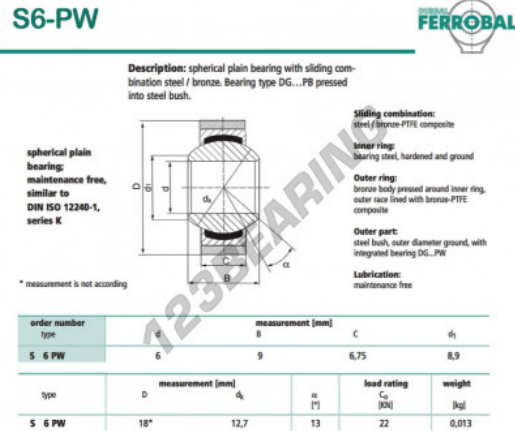 S6-PW
DURBAL
FERROBAL
Description: spherical plain bearing with sliding com-
bination steel / bronze. Bearing type DG...PB pressed
into steel bush.
spherical plain
bearing;
maintenance free,
similar to
DIN ISO 12240-1,
series K
* measurement is not according
D
d1
d
dk
C
B
α
Sliding combination:
steel / bronze-PTFE composite
Inner ring:
bearing steel, hardened and ground
Outer ring:
bronze body pressed around inner ring,
outer race lined with bronze-PTFE
composite
Outer part:
steel bush, outer diameter ground, with
integrated bearing DG...PW
Lubrication:
maintenance free
123BEARING
order number measurement [mm]
type d B C d1
S 6 PW 6 9 6,75 8,9
measurement [mm] load rating weight
type D dk α C0
[°] [KN] [kg]
S 6 PW 18* 12,7 13 22 0,013